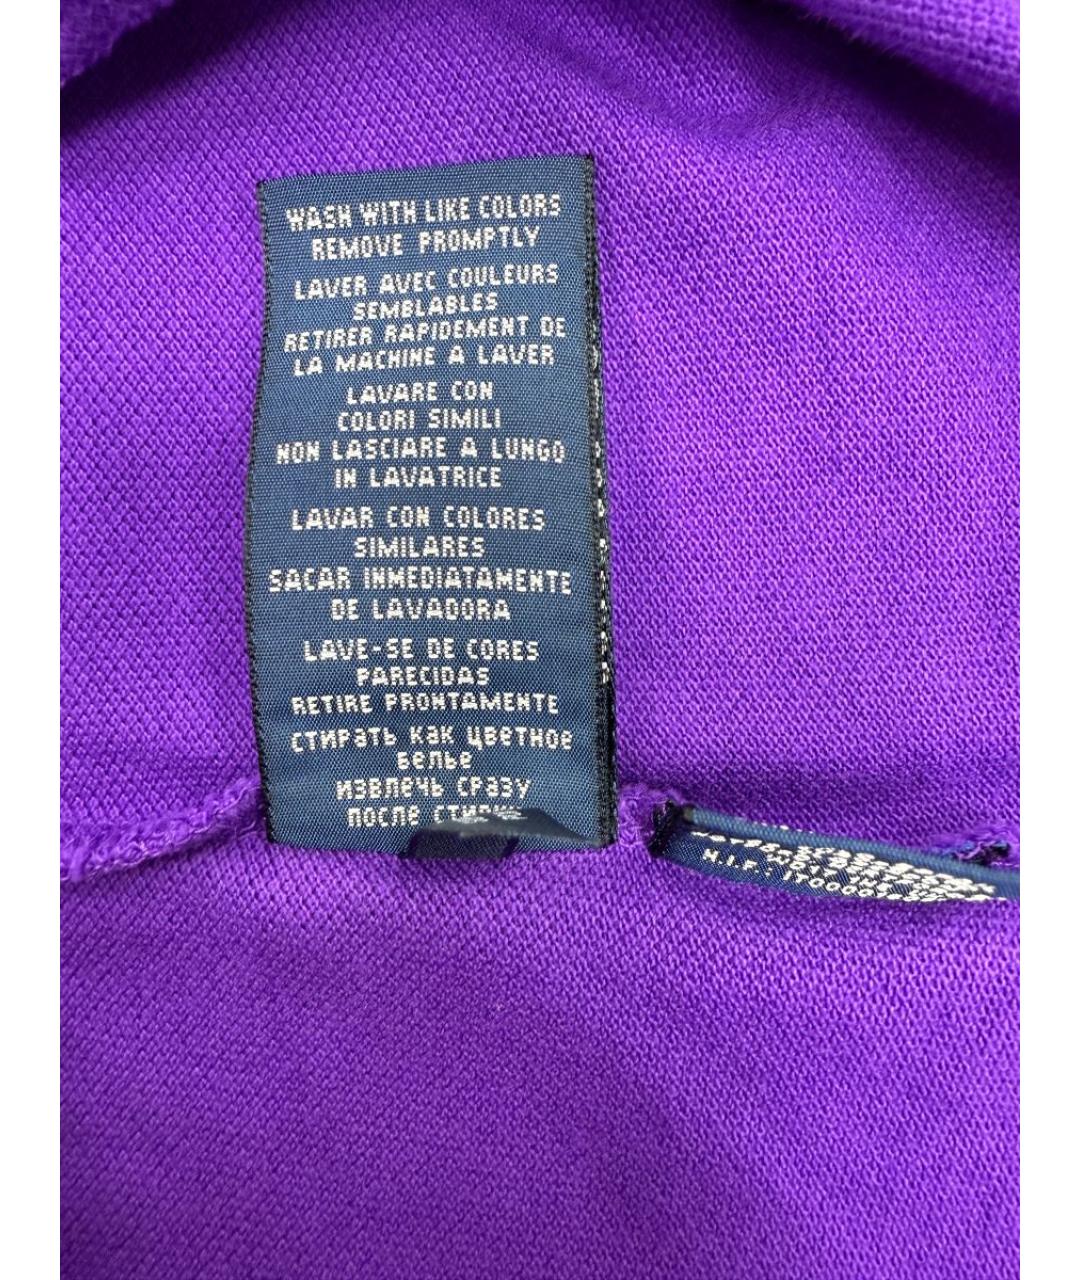 WASH WITH LIKE COLORS
REMOVE PROMPTLY
LAVER AVEC COULEURS
SEMBLABLES
RETIRER RAPIDEMENT DE
LA MACHINE A LAVER
LAVARE CON
COLORI SIMILI
NON LASCIARE A LUNGO
IN LAVATRICE
LAVAR CON COLORES
SIMILARES
SACAR INMEDIATAMENTE
DE LAVADORA
LAVE-SE DE CORES
PARECIDAS
RETIRE PRONTAMENTE
СТИРАТЬ КАК ЦВЕТНОЕ
БЕЛЬЕ
ИЗВЛЕЧЬ СРАЗУ
ПОСЛЕ
N.I.F.: